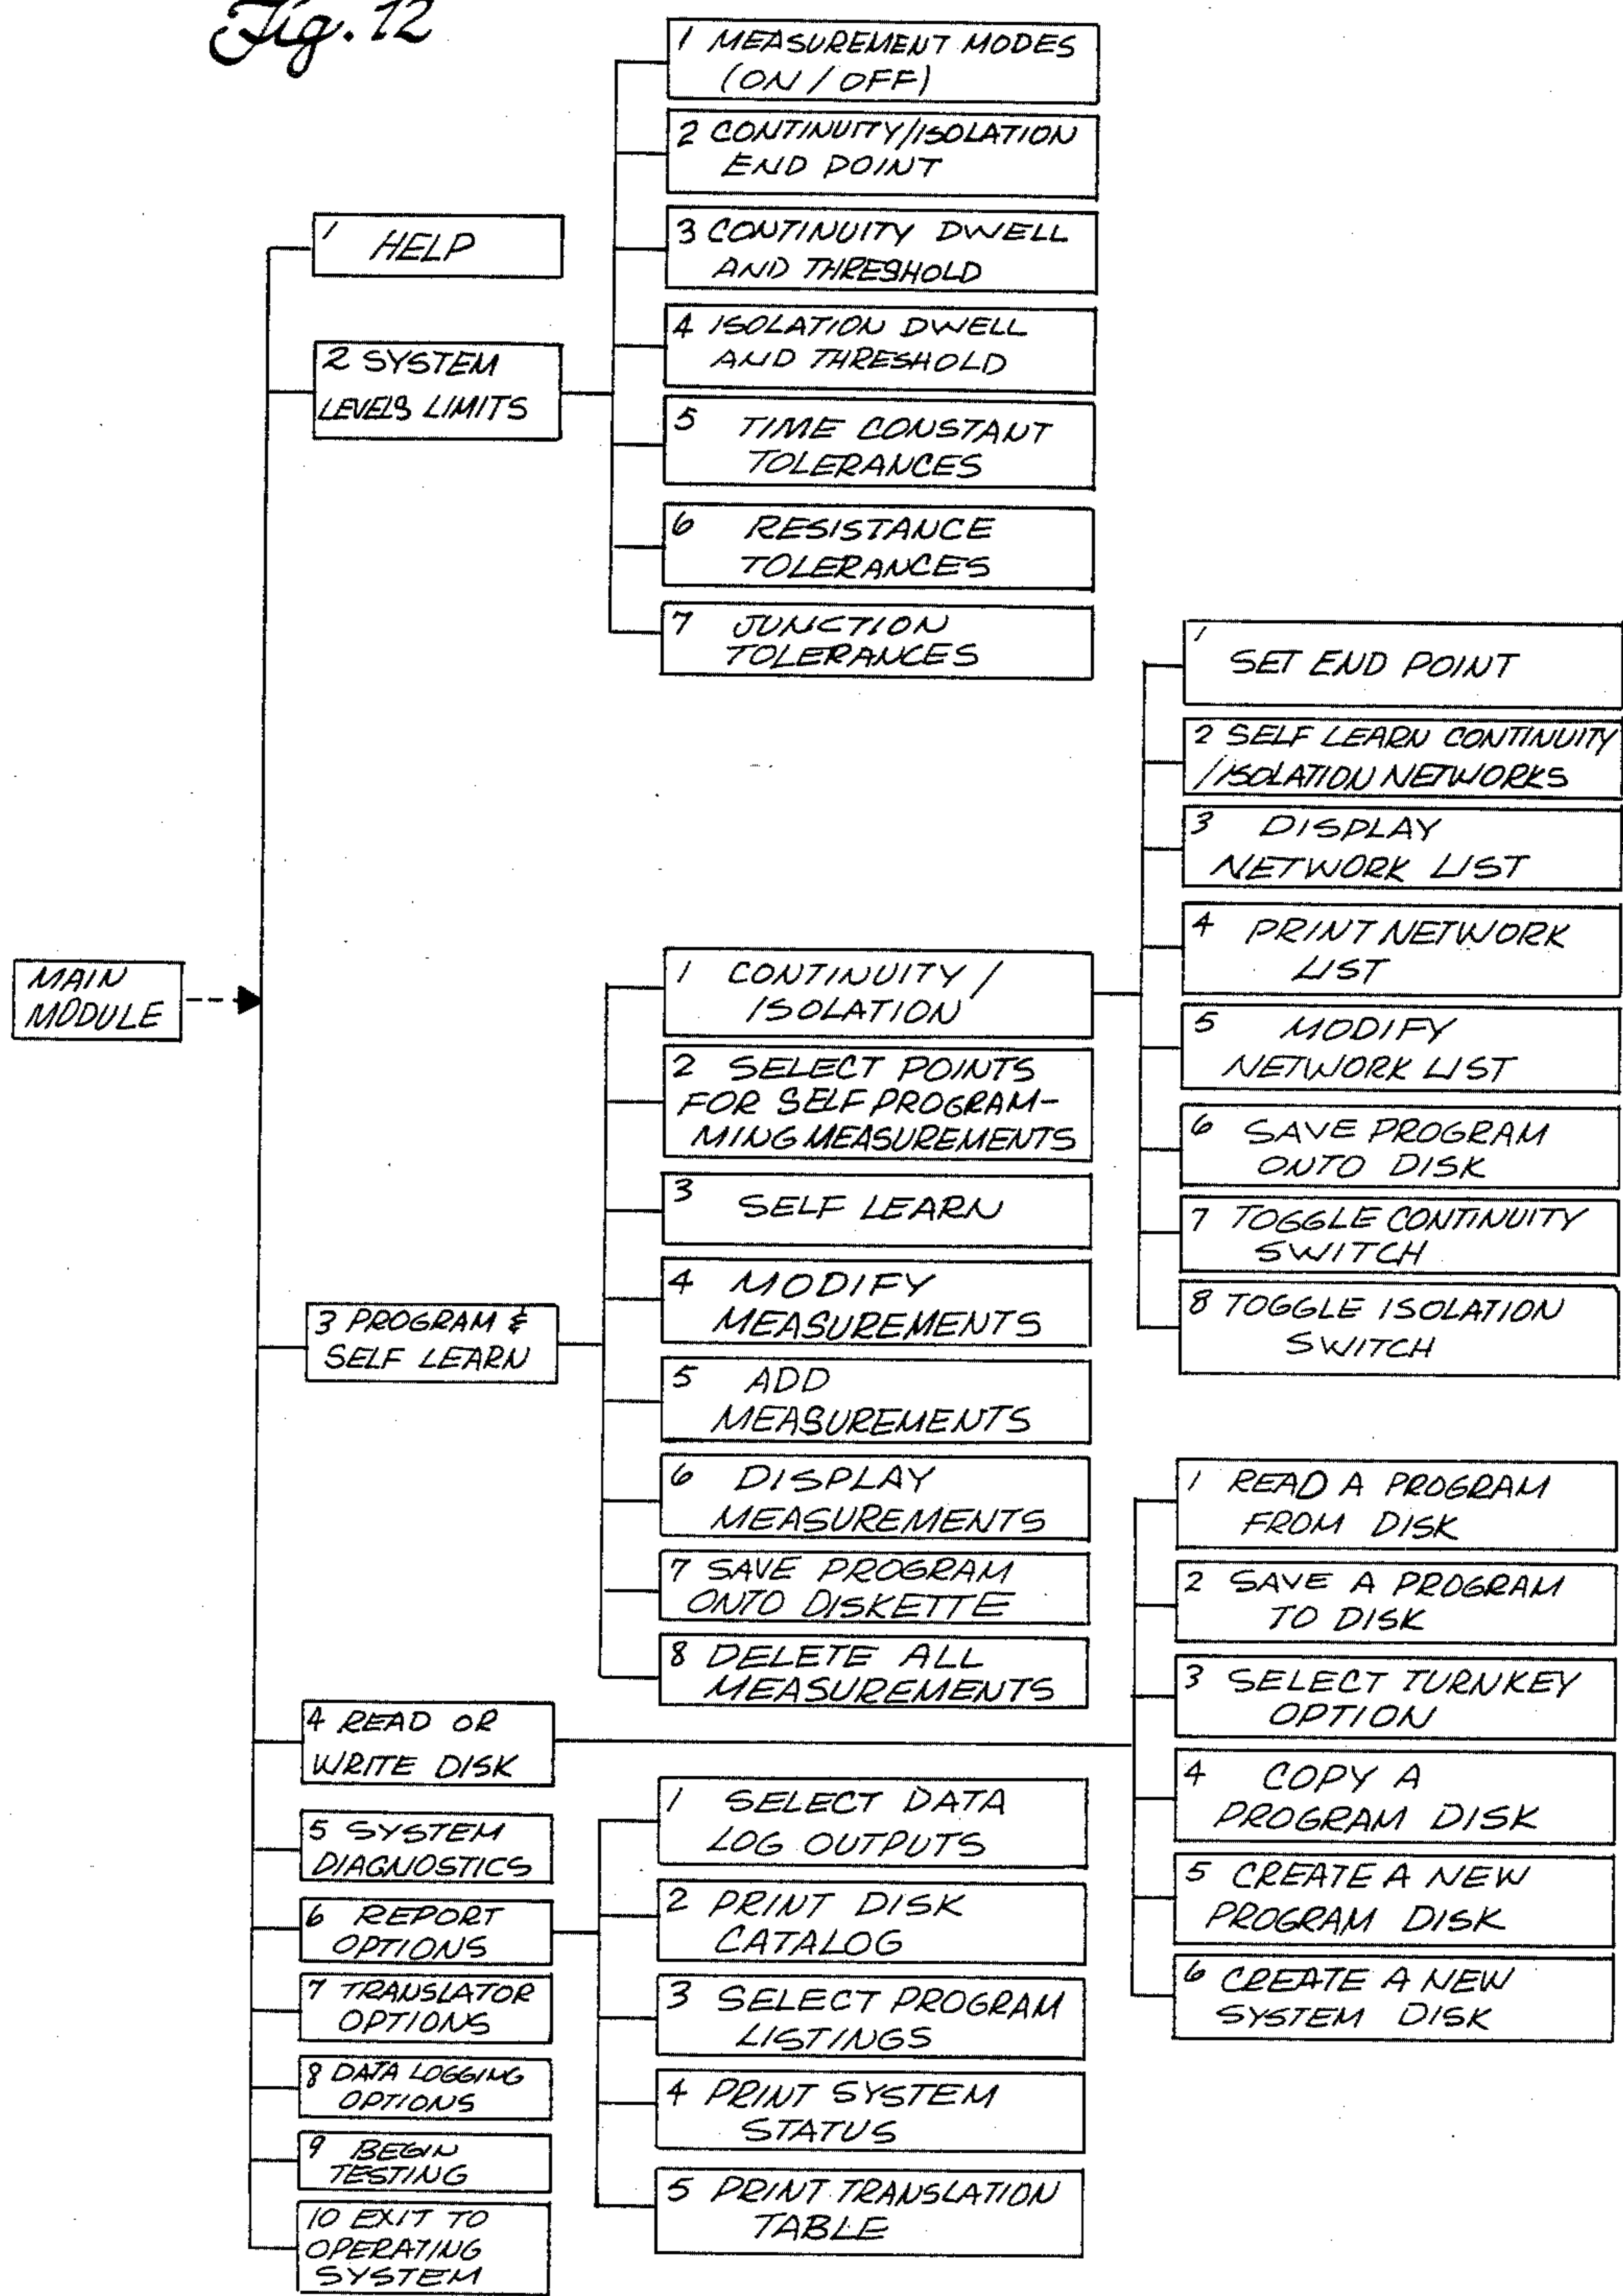 Fig. 12
1 MEASUREMENT MODES
(ON / OFF)
2 CONTINUITY/ISOLATION
END POINT
3 CONTINUITY DWELL
AND THRESHOLD
4 ISOLATION DWELL
AND THRESHOLD
5 TIME CONSTANT
TOLERANCES
6 RESISTANCE
TOLERANCES
7 JUNCTION
TOLERANCES
1 HELP
2 SYSTEM
LEVELS LIMITS
MAIN
MODULE
1 SET END POINT
2 SELF LEARN CONTINUITY
/ISOLATION NETWORKS
3 DISPLAY
NETWORK LIST
4 PRINT NETWORK
LIST
5 MODIFY
NETWORK LIST
6 SAVE PROGRAM
ONTO DISK
7 TOGGLE CONTINUITY
SWITCH
8 TOGGLE ISOLATION
SWITCH
1 CONTINUITY /
ISOLATION
2 SELECT POINTS
FOR SELF PROGRAM-
MING MEASUREMENTS
3 SELF LEARN
4 MODIFY
MEASUREMENTS
5 ADD
MEASUREMENTS
6 DISPLAY
MEASUREMENTS
7 SAVE PROGRAM
ONTO DISKETTE
8 DELETE ALL
MEASUREMENTS
3 PROGRAM &
SELF LEARN
1 READ A PROGRAM
FROM DISK
2 SAVE A PROGRAM
TO DISK
3 SELECT TURNKEY
OPTION
4 COPY A
PROGRAM DISK
5 CREATE A NEW
PROGRAM DISK
6 CREATE A NEW
SYSTEM DISK
4 READ OR
WRITE DISK
5 SYSTEM
DIAGNOSTICS
6 REPORT
OPTIONS
7 TRANSLATOR
OPTIONS
8 DATA LOGGING
OPTIONS
9 BEGIN
TESTING
10 EXIT TO
OPERATING
SYSTEM
1 SELECT DATA
LOG OUTPUTS
2 PRINT DISK
CATALOG
3 SELECT PROGRAM
LISTINGS
4 PRINT SYSTEM
STATUS
5 PRINT TRANSLATION
TABLE